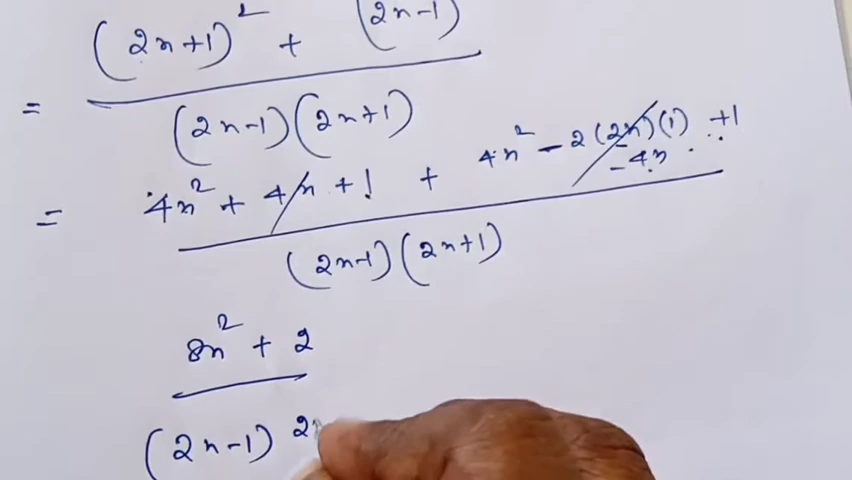 (2n+1)² + (2n-1)
= (2n-1)(2n+1)
= 4n² + 4n + 1 + 4n² - 2(2n)(1) + 1
- 4n
(2n-1)(2n+1)
8n² + 2
(2n-1) 2n